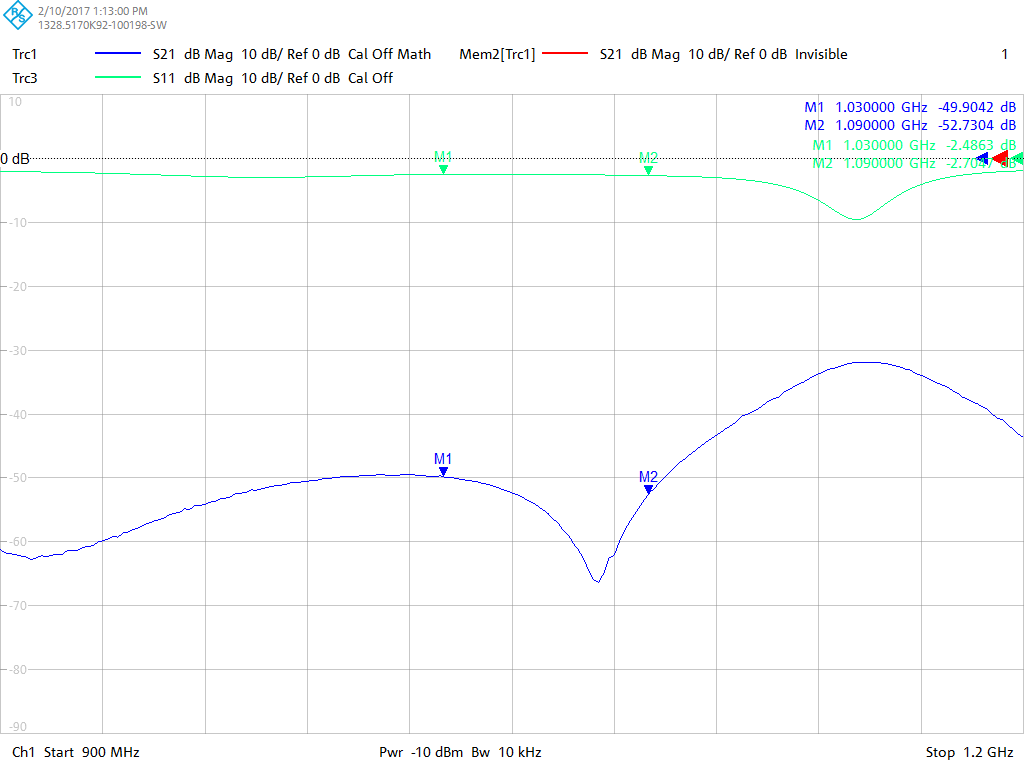 R&S
2/10/2017 1:13:00 PM
1328.5170K92-100198-SW
Trc1 S21 dB Mag 10 dB/ Ref 0 dB Cal Off Math Mem2[Trc1] S21 dB Mag 10 dB/ Ref 0 dB Invisible 1
Trc3 S11 dB Mag 10 dB/ Ref 0 dB Cal Off
10
M1 1.030000 GHz -49.9042 dB
M2 1.090000 GHz -52.7304 dB
M1 1.030000 GHz -2.4863 dB
M2 1.090000 GHz dB
0 dB
M1 M2
-10
-20
-30
-40
M1
M2
-50
-60
-70
-80
-90
Ch1 Start 900 MHz Pwr -10 dBm Bw 10 kHz Stop 1.2 GHz